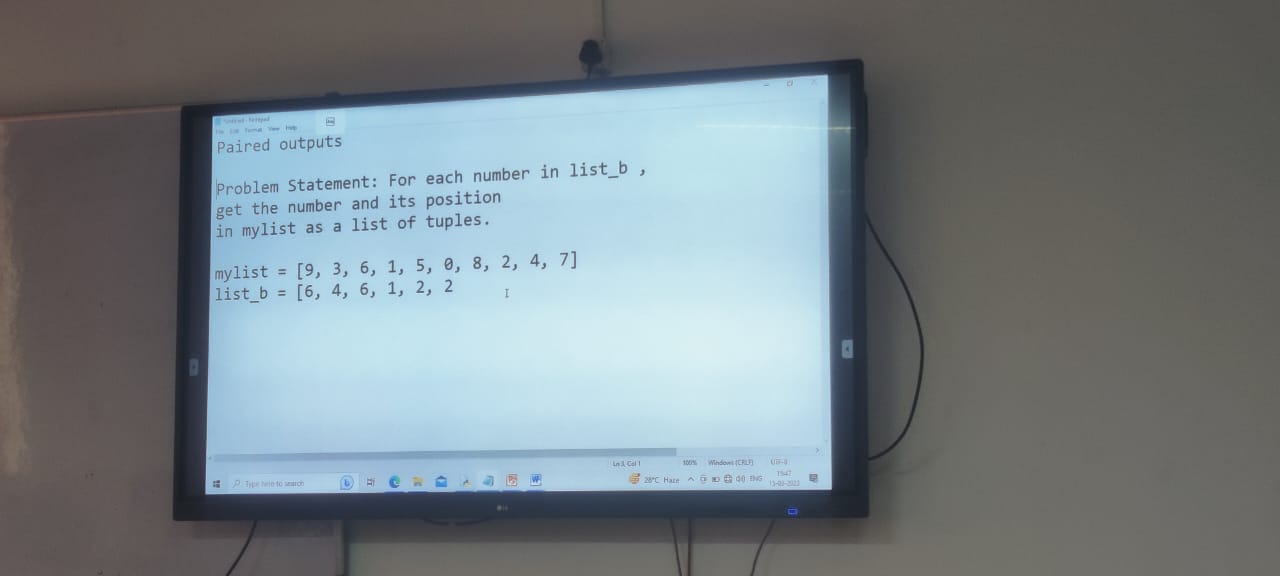 Untitled - Notepad
File Edit Format View Help
Paired outputs
Problem Statement: For each number in list_b ,
get the number and its position
in mylist as a list of tuples.
mylist = [9, 3, 6, 1, 5, 0, 8, 2, 4, 7]
list_b = [6, 4, 6, 1, 2, 2
Ln 3, Col 1 100% Windows (CRLF) UTF-8
Type here to search 28°C Haze ENG 15:47
LG